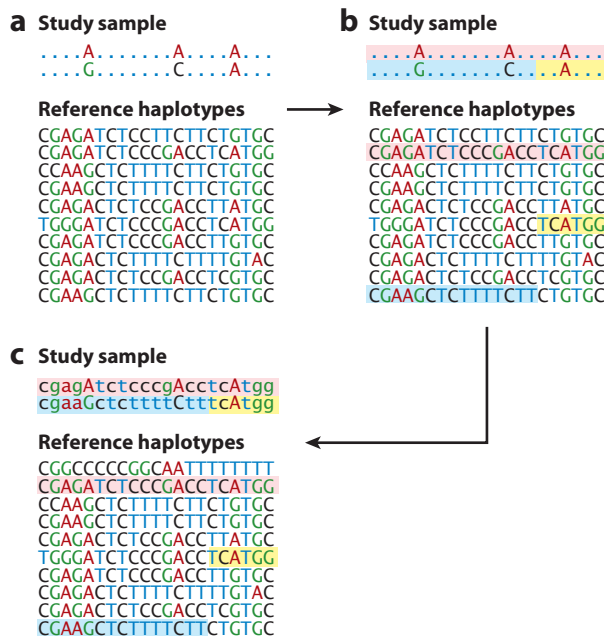 a Study sample
....A.......A....A...
....G.......C....A...
Reference haplotypes
CGAGATCTCCTTCTTCTGTGC
CGAGATCTCCCGACCTCATGG
CCAAGCTCTTTTCTTCTGTGC
CGAAGCTCTTTTCTTCTGTGC
CGAGACTCTCCGACCTTATGC
TGGGATCTCCCGACCTCATGG
CGAGATCTCCCGACCTTGTGC
CGAGACTCTTTTCTTTTGTAC
CGAGACTCTCCGACCTCGTGC
CGAAGCTCTTTTCTTCTGTGC
b Study sample
....A.......A....A...
....G.......C....A...
Reference haplotypes
CGAGATCTCCTTCTTCTGTGC
CGAGATCTCCCGACCTCATGG
CCAAGCTCTTTTCTTCTGTGC
CGAAGCTCTTTTCTTCTGTGC
CGAGACTCTCCGACCTTATGC
TGGGATCTCCCGACCTCATGG
CGAGATCTCCCGACCTTGTGC
CGAGACTCTTTTCTTTTGTAC
CGAGACTCTCCGACCTCGTGC
CGAAGCTCTTTTCTTCTGTGC
c Study sample
cgagAtctcccgAcctcAtgg
cgaaGctcttttCtttcAtgg
Reference haplotypes
CGGCCCCCGGCAATTTTTTTT
CGAGATCTCCCGACCTCATGG
CCAAGCTCTTTTCTTCTGTGC
CGAAGCTCTTTTCTTCTGTGC
CGAGACTCTCCGACCTTATGC
TGGGATCTCCCGACCTCATGG
CGAGATCTCCCGACCTTGTGC
CGAGACTCTTTTCTTTTGTAC
CGAGACTCTCCGACCTCGTGC
CGAAGCTCTTTTCTTCTGTGC